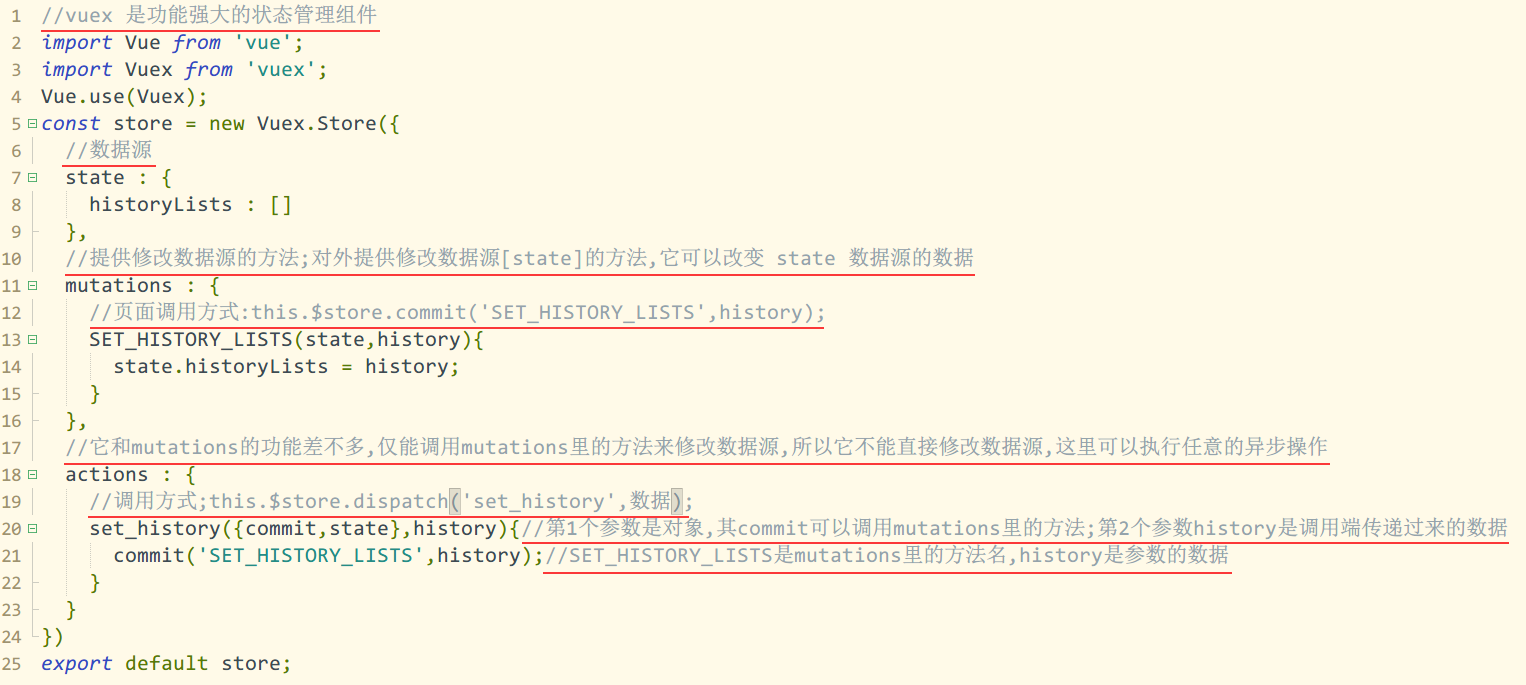 1 //vuex 是功能强大的状态管理组件
2 import Vue from 'vue';
3 import Vuex from 'vuex';
4 Vue.use(Vuex);
5 const store = new Vuex.Store({
6   //数据源
7   state : {
8     historyLists : []
9   },
10   //提供修改数据源的方法;对外提供修改数据源[state]的方法,它可以改变 state 数据源的数据
11   mutations : {
12     //页面调用方式:this.$store.commit('SET_HISTORY_LISTS',history);
13     SET_HISTORY_LISTS(state,history){
14       state.historyLists = history;
15     }
16   },
17   //它和mutations的功能差不多,仅能调用mutations里的方法来修改数据源,所以它不能直接修改数据源,这里可以执行任意的异步操作
18   actions : {
19     //调用方式;this.$store.dispatch('set_history',数据);
20     set_history({commit,state},history){//第1个参数是对象,其commit可以调用mutations里的方法;第2个参数history是调用端传递过来的数据
21       commit('SET_HISTORY_LISTS',history);//SET_HISTORY_LISTS是mutations里的方法名,history是参数的数据
22     }
23   }
24 })
25 export default store;